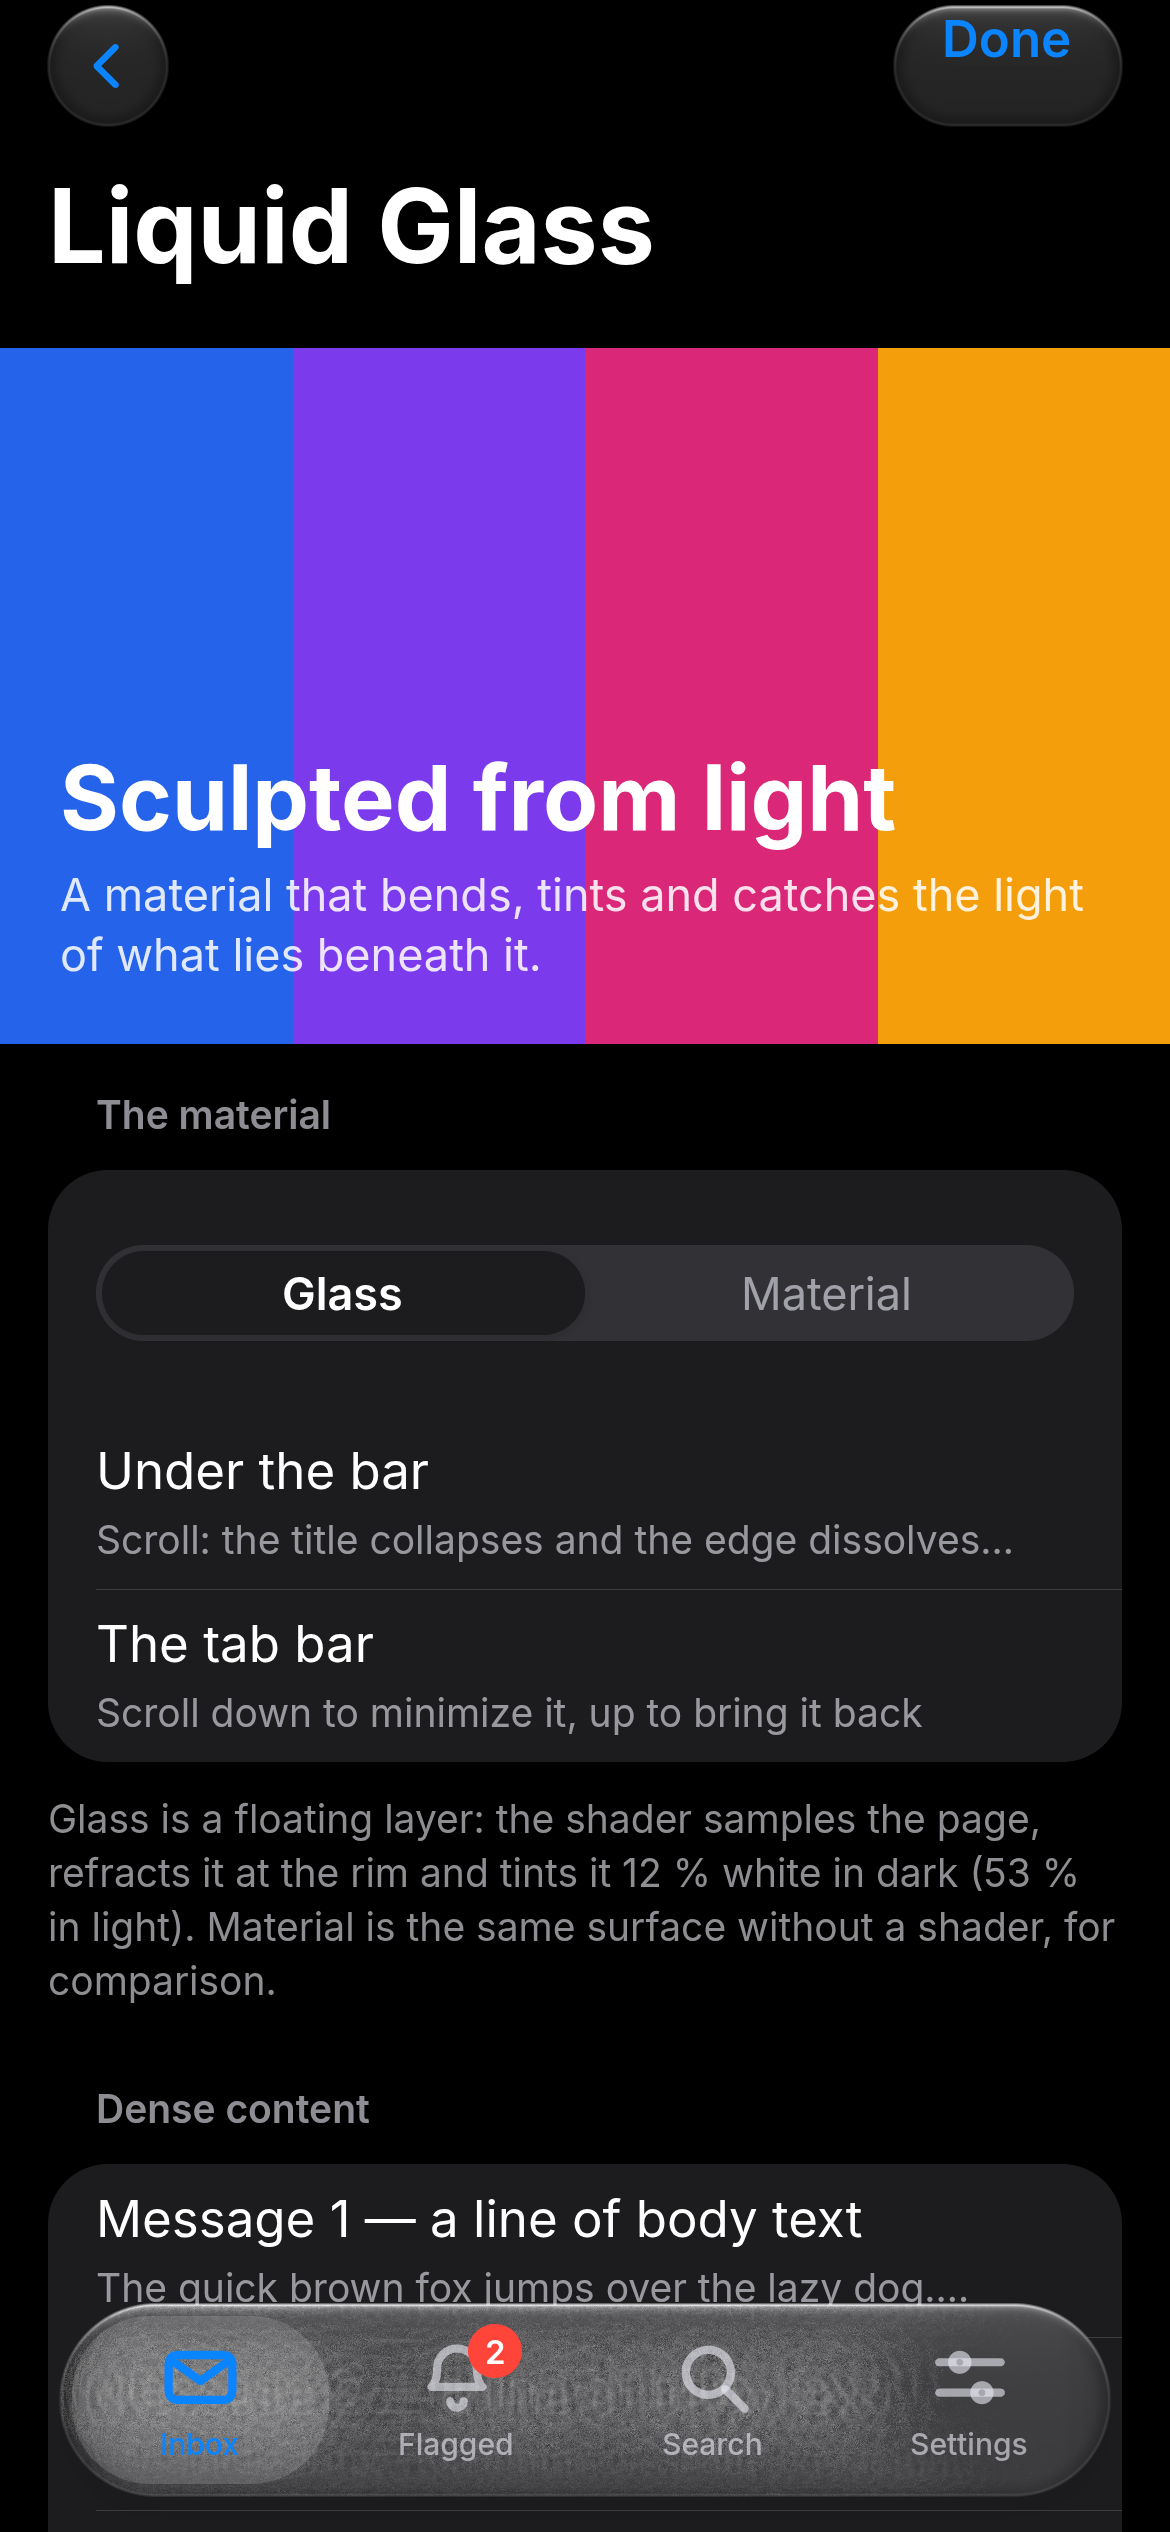 Done
Liquid Glass
Sculpted from light
A material that bends, tints and catches the light
of what lies beneath it.
The material
Glass
Material
Under the bar
Scroll: the title collapses and the edge dissolves...
The tab bar
Scroll down to minimize it, up to bring it back
Glass is a floating layer: the shader samples the page,
refracts it at the rim and tints it 12 % white in dark (53 %
in light). Material is the same surface without a shader, for
comparison.
Dense content
Message 1 — a line of body text
The quick brown fox jumps over the lazy dog....
2
Inbox
Flagged
Search
Settings